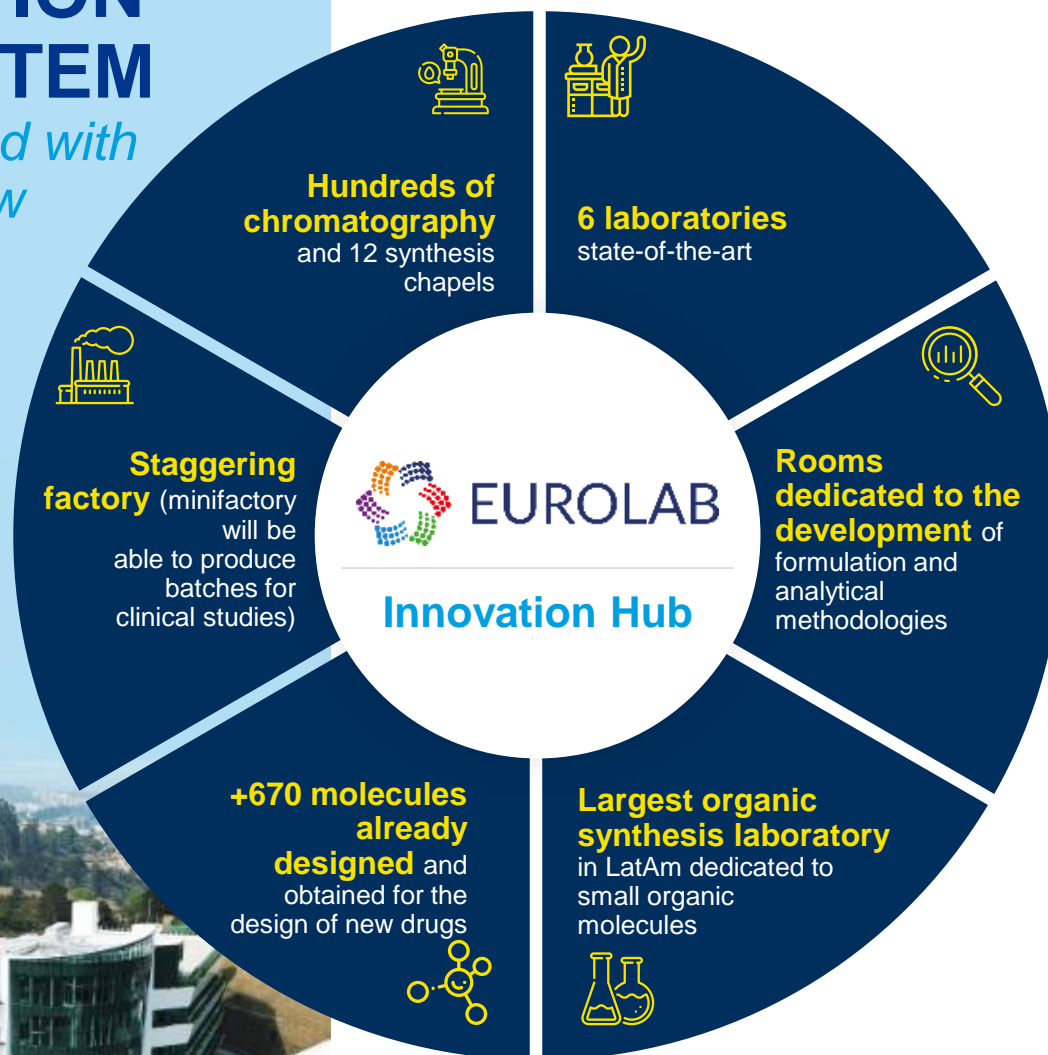 TEM
d with
Hundreds of
chromatography
and 12 synthesis
chapels
6 laboratories
state-of-the-art
Staggering
factory (minifactory
will be
able to produce
batches for
clinical studies)
EUROLAB
Innovation Hub
Rooms
dedicated to the
development of
formulation and
analytical
methodologies
+670 molecules
already
designed and
obtained for the
design of new drugs
Largest organic
synthesis laboratory
in LatAm dedicated to
small organic
molecules